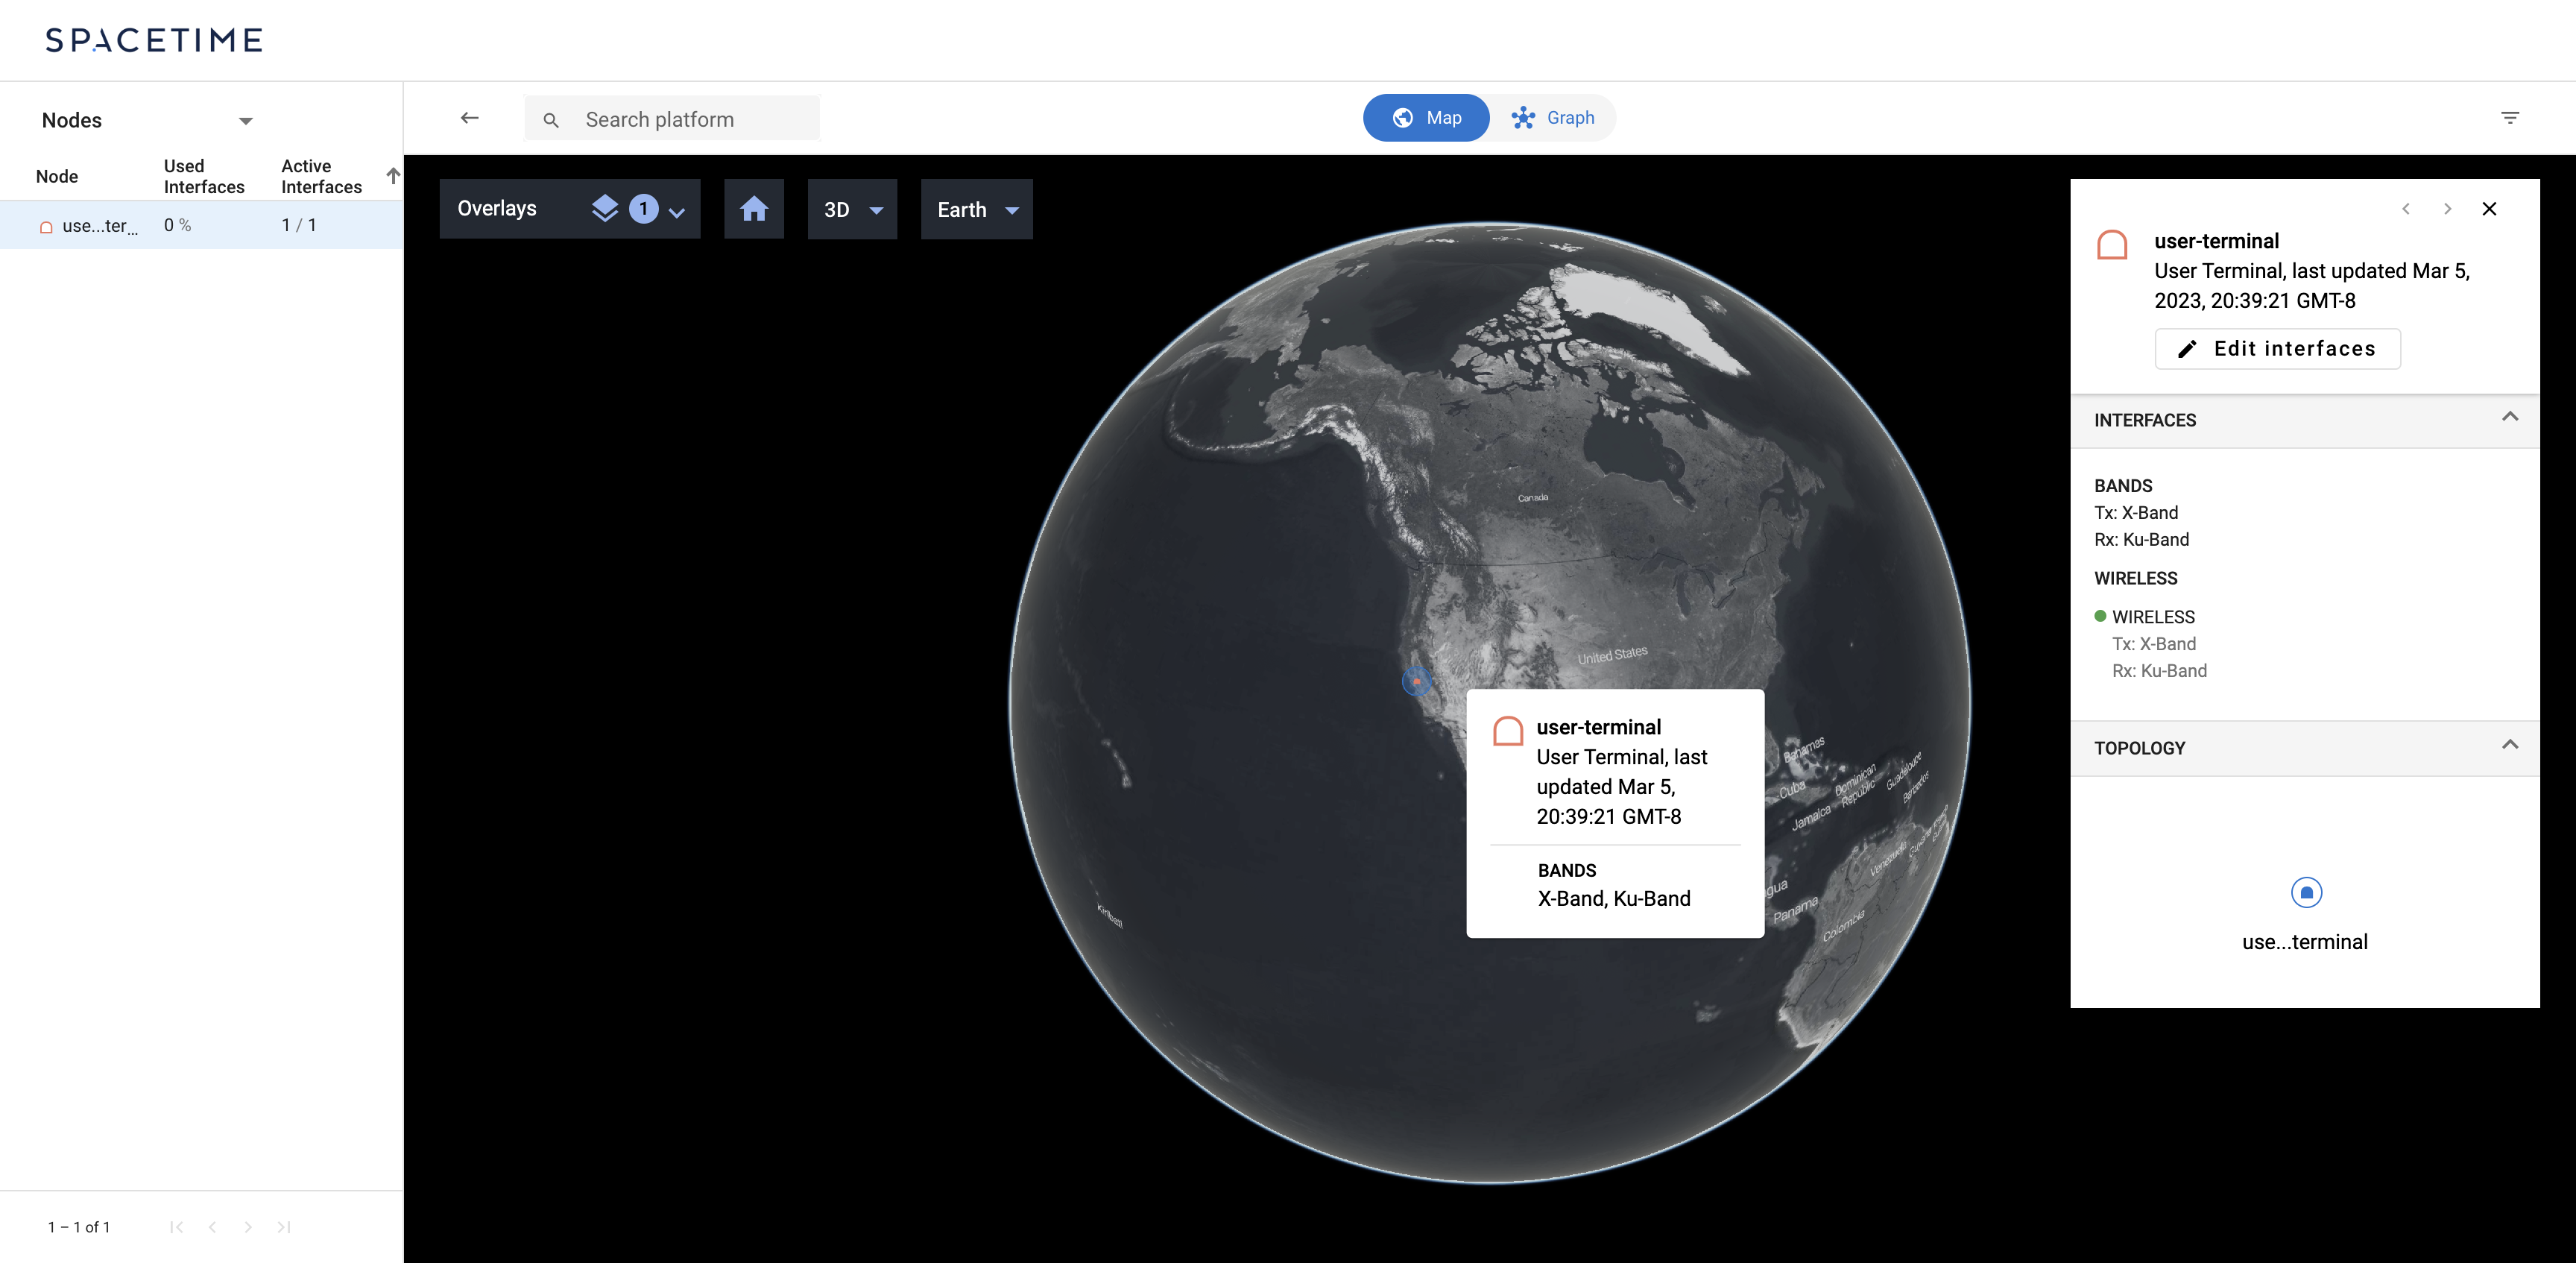 SPACETIME
Nodes
Search platform
Map
Graph
Node
Used
Interfaces
Active
Interfaces
use...ter...
0 %
1 / 1
Overlays
1
3D
Earth
Canada
United States
Bahamas
Cuba
Dominican
Republic
Jamaica
Guadeloupe
Barbados
Venezuela
Panama
Colombia
Kiribati
user-terminal
User Terminal, last
updated Mar 5,
20:39:21 GMT-8
BANDS
X-Band, Ku-Band
user-terminal
User Terminal, last updated Mar 5,
2023, 20:39:21 GMT-8
Edit interfaces
INTERFACES
BANDS
Tx: X-Band
Rx: Ku-Band
WIRELESS
WIRELESS
Tx: X-Band
Rx: Ku-Band
TOPOLOGY
use...terminal
1 – 1 of 1